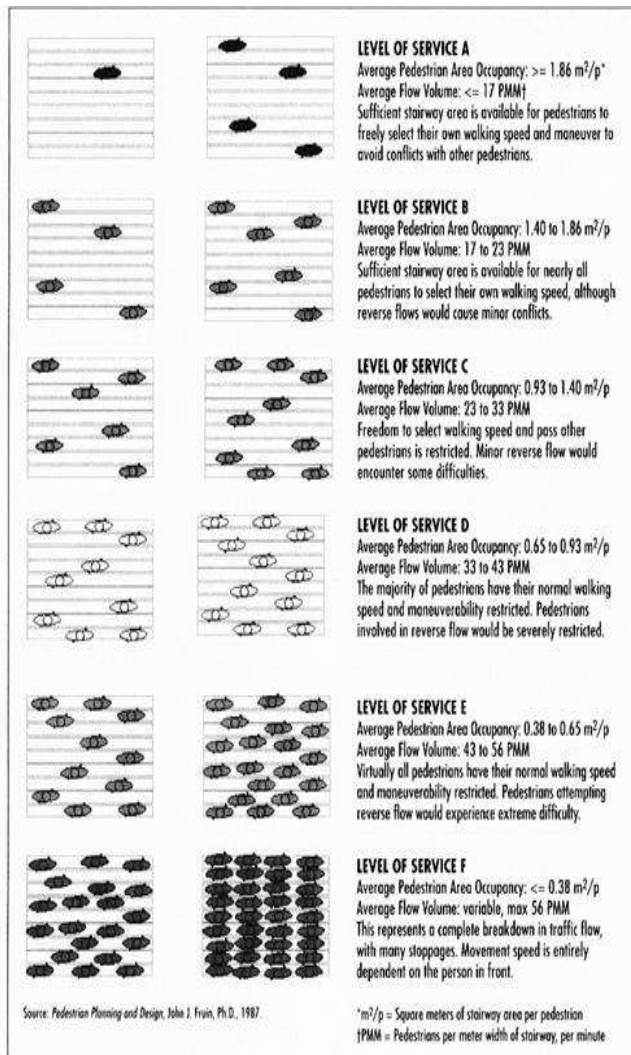 LEVEL OF SERVICE A
Average Pedestrian Area Occupancy: >= 1.86 m²/p*
Average Flow Volume: <= 17 PMM†
Sufficient stairway area is available for pedestrians to
freely select their own walking speed and maneuver to
avoid conflicts with other pedestrians.
LEVEL OF SERVICE B
Average Pedestrian Area Occupancy: 1.40 to 1.86 m²/p
Average Flow Volume: 17 to 23 PMM
Sufficient stairway area is available for nearly all
pedestrians to select their own walking speed, although
reverse flows would cause minor conflicts.
LEVEL OF SERVICE C
Average Pedestrian Area Occupancy: 0.93 to 1.40 m²/p
Average Flow Volume: 23 to 33 PMM
Freedom to select walking speed and pass other
pedestrians is restricted. Minor reverse flow would
encounter some difficulties.
LEVEL OF SERVICE D
Average Pedestrian Area Occupancy: 0.65 to 0.93 m²/p
Average Flow Volume: 33 to 43 PMM
The majority of pedestrians have their normal walking
speed and maneuverability restricted. Pedestrians
involved in reverse flow would be severely restricted.
LEVEL OF SERVICE E
Average Pedestrian Area Occupancy: 0.38 to 0.65 m²/p
Average Flow Volume: 43 to 56 PMM
Virtually all pedestrians have their normal walking speed
and maneuverability restricted. Pedestrians attempting
reverse flow would experience extreme difficulty.
LEVEL OF SERVICE F
Average Pedestrian Area Occupancy: <= 0.38 m²/p
Average Flow Volume: variable, max 56 PMM
This represents a complete breakdown in traffic flow,
with many stoppages. Movement speed is entirely
dependent on the person in front.
Source: Pedestrian Planning and Design, John J. Fruin, Ph.D., 1987.
*m²/p = Square meters of stairway area per pedestrian
†PMM = Pedestrians per meter width of stairway, per minute